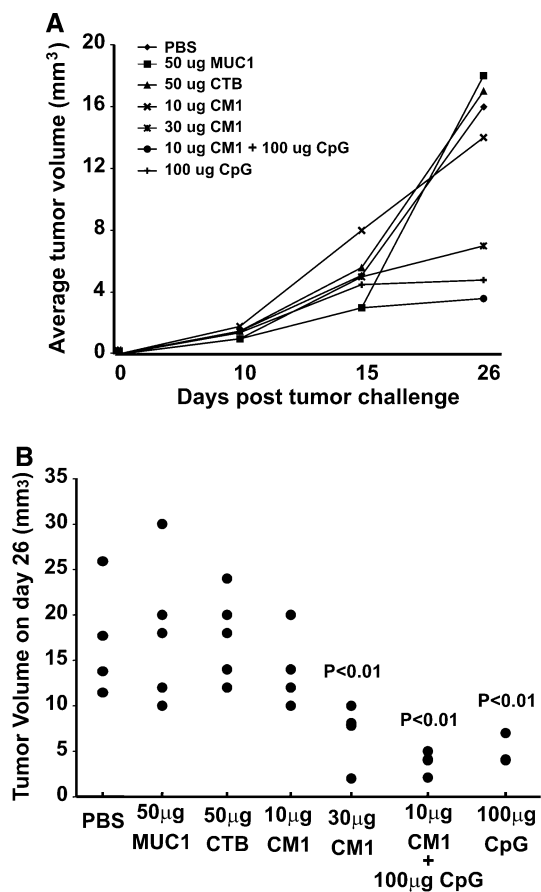 A
Average tumor volume (mm3)
20
16
12
8
4
0
PBS
50 ug MUC1
50 ug CTB
10 ug CM1
30 ug CM1
10 ug CM1 + 100 ug CpG
100 ug CpG
0 10 15 26
Days post tumor challenge
B
Tumor Volume on day 26 (mm3)
35
30
25
20
15
10
5
0
P<0.01
P<0.01
P<0.01
PBS
50µg
MUC1
50µg
CTB
10µg
CM1
30µg
CM1
10µg
CM1
+
100µg CpG
100µg
CpG